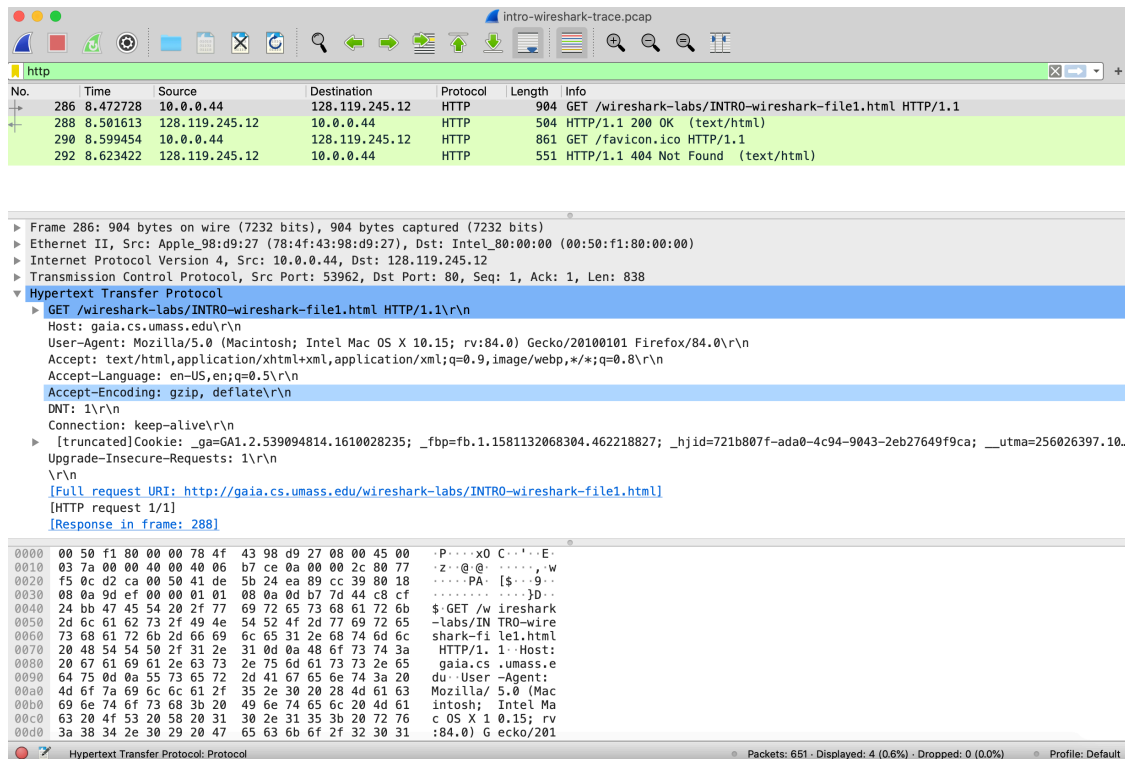 intro-wireshark-trace.pcap
http
No. Time Source Destination Protocol Length Info
286 8.472728 10.0.0.44 128.119.245.12 HTTP 904 GET /wireshark-labs/INTRO-wireshark-file1.html HTTP/1.1
288 8.501613 128.119.245.12 10.0.0.44 HTTP 504 HTTP/1.1 200 OK (text/html)
290 8.599454 10.0.0.44 128.119.245.12 HTTP 861 GET /favicon.ico HTTP/1.1
292 8.623422 128.119.245.12 10.0.0.44 HTTP 551 HTTP/1.1 404 Not Found (text/html)
Frame 286: 904 bytes on wire (7232 bits), 904 bytes captured (7232 bits)
Ethernet II, Src: Apple_98:d9:27 (78:4f:43:98:d9:27), Dst: Intel_80:00:00 (00:50:f1:80:00:00)
Internet Protocol Version 4, Src: 10.0.0.44, Dst: 128.119.245.12
Transmission Control Protocol, Src Port: 53962, Dst Port: 80, Seq: 1, Ack: 1, Len: 838
Hypertext Transfer Protocol
GET /wireshark-labs/INTRO-wireshark-file1.html HTTP/1.1\r\n
Host: gaia.cs.umass.edu\r\n
User-Agent: Mozilla/5.0 (Macintosh; Intel Mac OS X 10.15; rv:84.0) Gecko/20100101 Firefox/84.0\r\n
Accept: text/html,application/xhtml+xml,application/xml;q=0.9,image/webp,*/*;q=0.8\r\n
Accept-Language: en-US,en;q=0.5\r\n
Accept-Encoding: gzip, deflate\r\n
DNT: 1\r\n
Connection: keep-alive\r\n
[truncated]Cookie: _ga=GA1.2.539094814.1610028235; _fbp=fb.1.1581132068304.462218827; _hjid=721b807f-ada0-4c94-9043-2eb27649f9ca; __utma=256026397.10…
Upgrade-Insecure-Requests: 1\r\n
\r\n
[Full request URI: http://gaia.cs.umass.edu/wireshark-labs/INTRO-wireshark-file1.html]
[HTTP request 1/1]
[Response in frame: 288]
0000 00 50 f1 80 00 00 78 4f 43 98 d9 27 08 00 45 00 ·P····xO C··'··E·
0010 03 7a 00 00 40 00 40 06 b7 ce 0a 00 00 2c 80 77 ·z··@·@· ·····,·w
0020 f5 0c d2 ca 00 50 41 de 5b 24 ea 89 cc 39 80 18 ·····PA· [$···9··
0030 08 0a 9d ef 00 00 01 01 08 0a 0d b7 7d 44 c8 cf ········ ····}D··
0040 24 bb 47 45 54 20 2f 77 69 72 65 73 68 61 72 6b $·GET /w ireshark
0050 2d 6c 61 62 73 2f 49 4e 54 52 4f 2d 77 69 72 65 -labs/IN TRO-wire
0060 73 68 61 72 6b 2d 66 69 6c 65 31 2e 68 74 6d 6c shark-fi le1.html
0070 20 48 54 54 50 2f 31 2e 31 0d 0a 48 6f 73 74 3a HTTP/1. 1··Host:
0080 20 67 61 69 61 2e 63 73 2e 75 6d 61 73 73 2e 65 gaia.cs .umass.e
0090 64 75 0d 0a 55 73 65 72 2d 41 67 65 6e 74 3a 20 du··User -Agent:
00a0 4d 6f 7a 69 6c 6c 61 2f 35 2e 30 20 28 4d 61 63 Mozilla/ 5.0 (Mac
00b0 69 6e 74 6f 73 68 3b 20 49 6e 74 65 6c 20 4d 61 intosh; Intel Ma
00c0 63 20 4f 53 20 58 20 31 30 2e 31 35 3b 20 72 76 c OS X 1 0.15; rv
00d0 3a 38 34 2e 30 29 20 47 65 63 6b 6f 2f 32 30 31 :84.0) G ecko/201
Hypertext Transfer Protocol: Protocol
Packets: 651 · Displayed: 4 (0.6%) · Dropped: 0 (0.0%)
Profile: Default